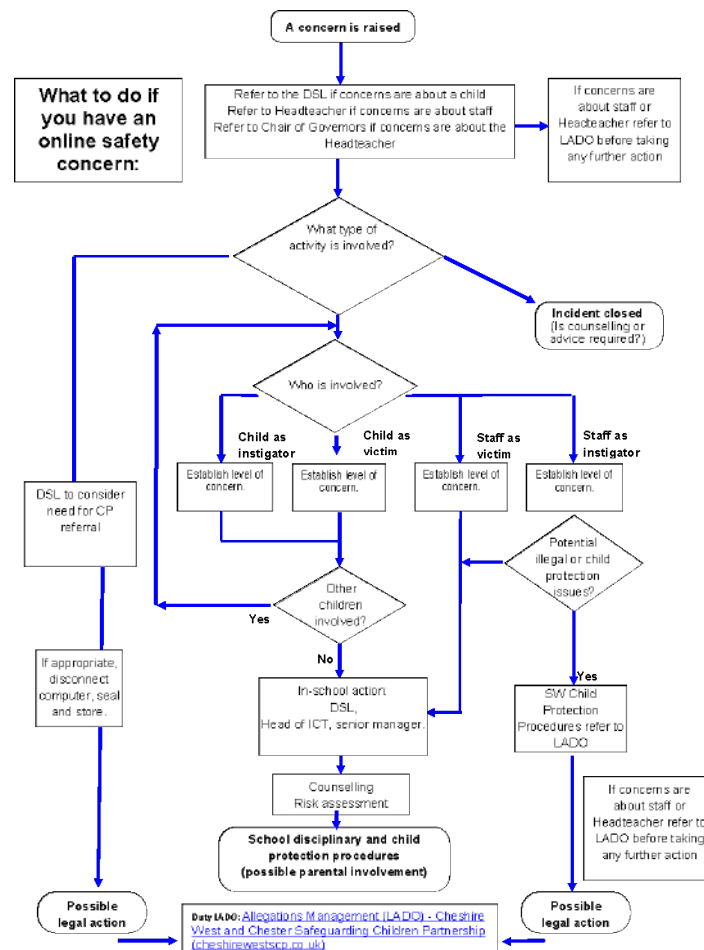 A concern is raised
What to do if
you have an
online safety
concern:
Refer to the DSL if concerns are about a child
Refer to Headteacher if concerns are about staff
Refer to Chair of Governors if concerns are about the
Headteacher
If concerns are
about staff or
Headteacher refer to
LADO before taking
any further action
What type of
activity is involved?
Incident closed
(Is counselling or
advice required?)
Who is involved?
Child as
instigator
Child as
victim
Staff as
victim
Staff as
instigator
Establish level of
concern.
Establish level of
concern.
Establish level of
concern.
Establish level of
concern.
DSL to consider
need for CP
referral
Potential
illegal or child
protection
issues?
Other
children
involved?
Yes
No
Yes
If appropriate,
disconnect
computer, seal
and store.
In-school action:
DSL,
Head of ICT, senior manager.
SW Child
Protection
Procedures refer to
LADO
Counselling
Risk assessment
If concerns are
about staff or
Headteacher refer to
LADO before taking
any further action
School disciplinary and child
protection procedures
(possible parental involvement)
Possible
legal action
Possible
legal action
Duty LADO: Allegations Management (LADO) - Cheshire
West and Chester Safeguarding Children Partnership
(cheshirewestscp.co.uk)